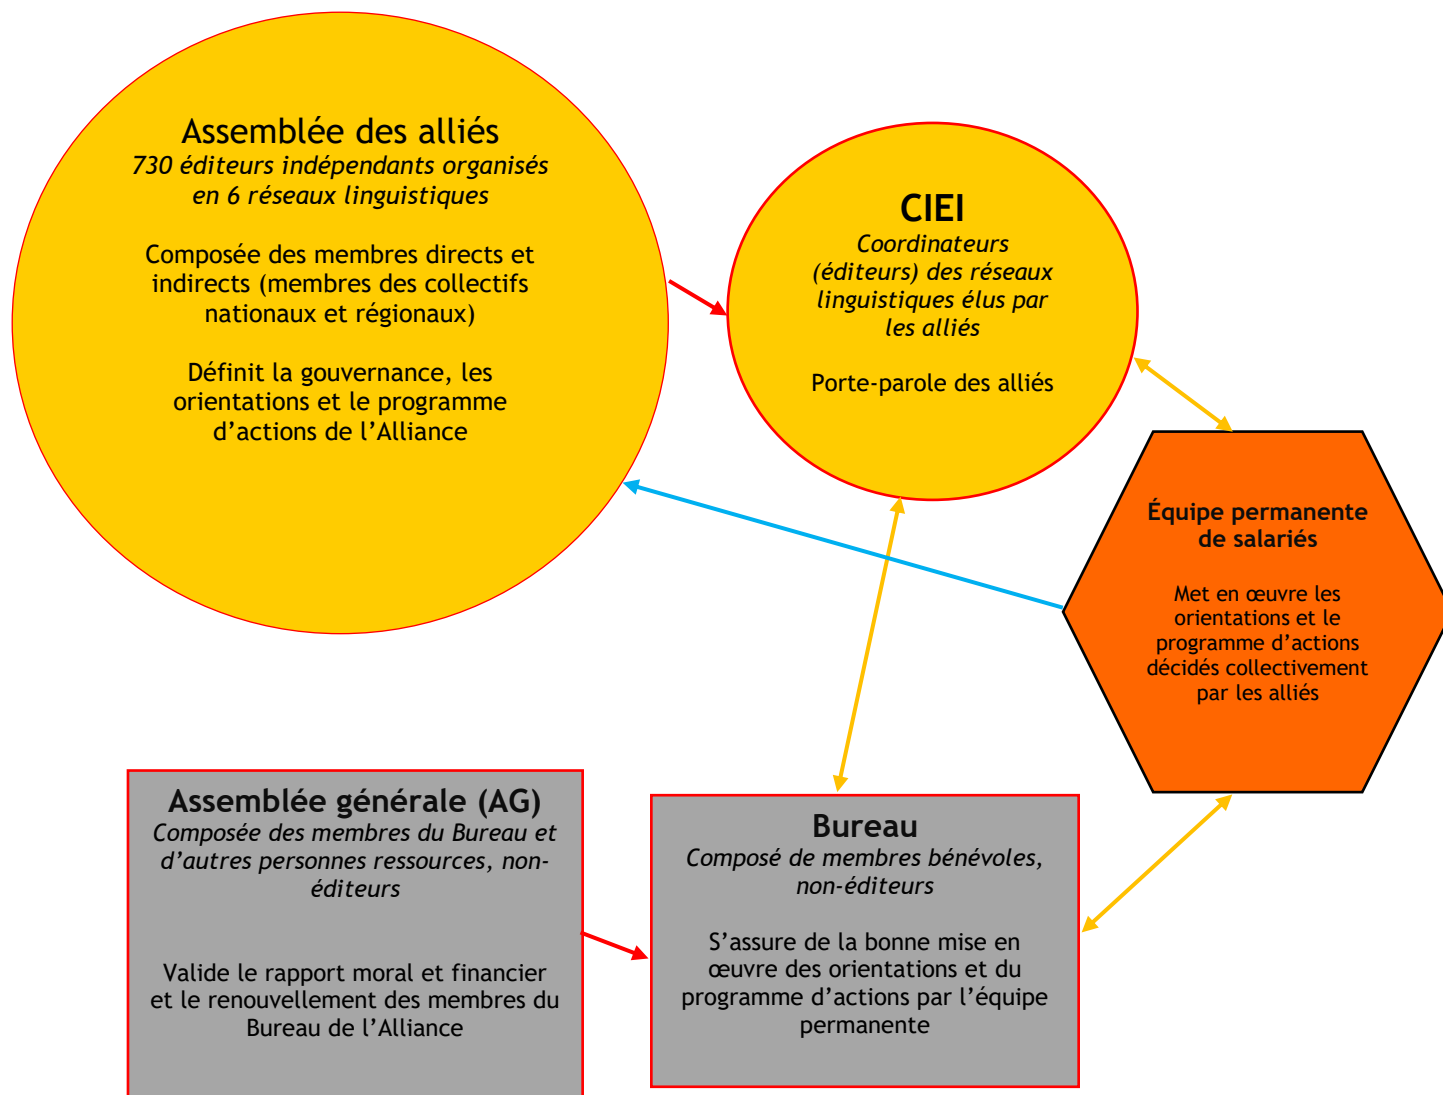 Assemblée des alliés
730 éditeurs indépendants organisés
en 6 réseaux linguistiques
Composée des membres directs et
indirects (membres des collectifs
nationaux et régionaux)
Définit la gouvernance, les
orientations et le programme
d’actions de l’Alliance
CIEI
Coordinateurs
(éditeurs) des réseaux
linguistiques élus par
les alliés
Porte-parole des alliés
Équipe permanente
de salariés
Met en œuvre les
orientations et le
programme d’actions
décidés collectivement
par les alliés
Assemblée générale (AG)
Composée des membres du Bureau et
d’autres personnes ressources, non-
éditeurs
Valide le rapport moral et financier
et le renouvellement des membres du
Bureau de l’Alliance
Bureau
Composé de membres bénévoles,
non-éditeurs
S’assure de la bonne mise en
œuvre des orientations et du
programme d’actions par l’équipe
permanente